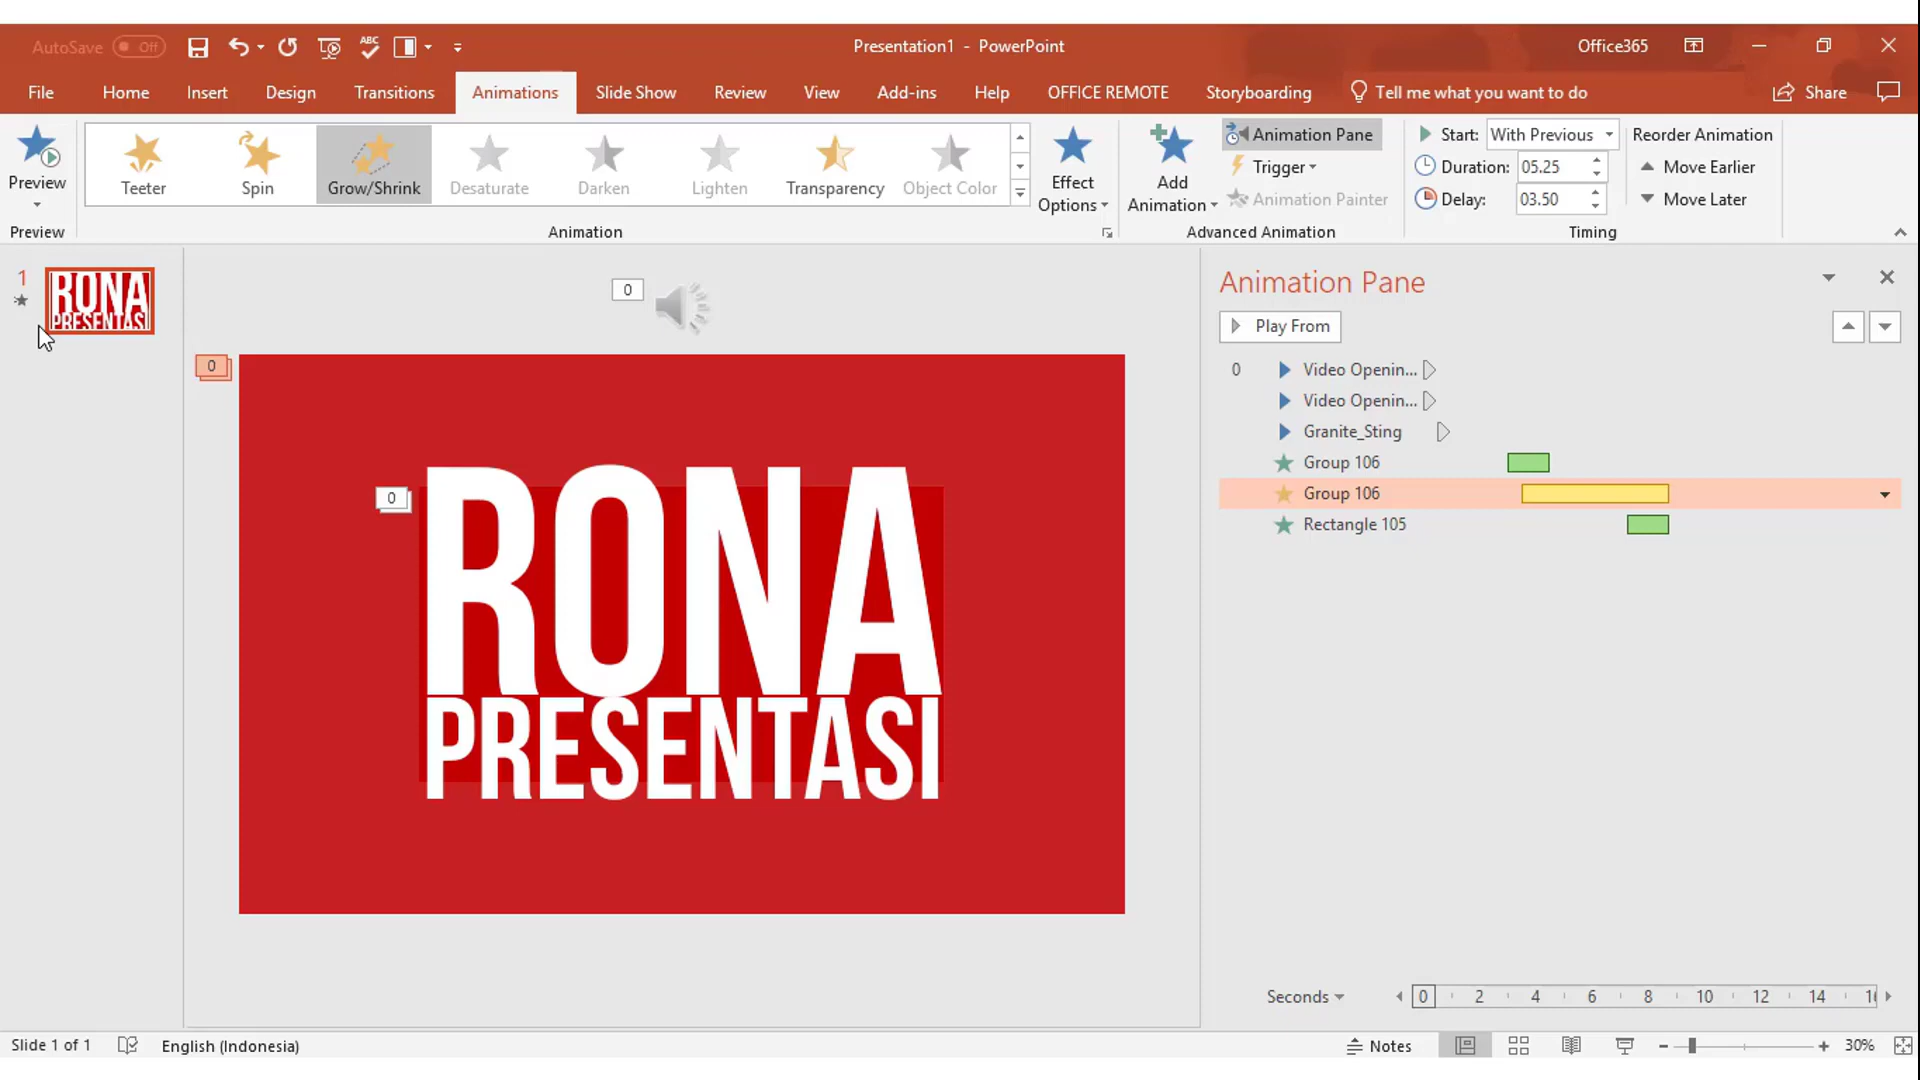 AutoSave Off
Presentation1 - PowerPoint
Office365
File Home Insert Design Transitions Animations Slide Show Review View Add-ins Help OFFICE REMOTE Storyboarding Tell me what you want to do Share
Preview
Teeter Spin Grow/Shrink Desaturate Darken Lighten Transparency Object Color
Effect Options
Add Animation
Animation Pane
Trigger
Animation Painter
Start: With Previous
Duration: 05.25
Delay: 03.50
Reorder Animation
Move Earlier
Move Later
Preview Animation Advanced Animation Timing
1
RONA
PRESENTASI
0
0
0
RONA
PRESENTASI
Animation Pane
Play From
0 Video Openin...
Video Openin...
Granite_Sting
Group 106
Group 106
Rectangle 105
Seconds 0 2 4 6 8 10 12 14
Slide 1 of 1 English (Indonesia) Notes 30%